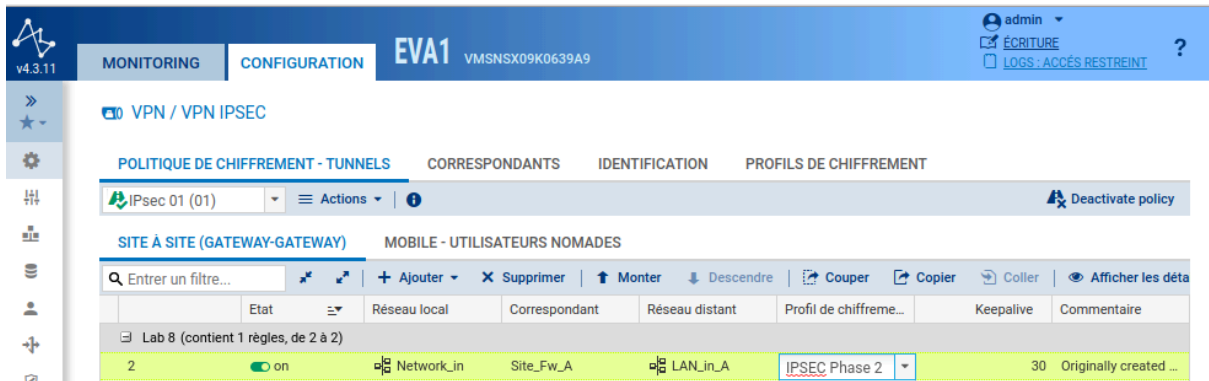 admin
ÉCRITURE
LOGS : ACCÉS RESTREINT
?
v4.3.11
MONITORING CONFIGURATION EVA1 VMSNSX09K0639A9
VPN / VPN IPSEC
POLITIQUE DE CHIFFREMENT - TUNNELS CORRESPONDANTS IDENTIFICATION PROFILS DE CHIFFREMENT
IPsec 01 (01) Actions Deactivate policy
SITE À SITE (GATEWAY-GATEWAY) MOBILE - UTILISATEURS NOMADES
Entrer un filtre... + Ajouter Supprimer Monter Descendre Couper Copier Coller Afficher les déta
Etat Réseau local Correspondant Réseau distant Profil de chiffreme... Keepalive Commentaire
Lab 8 (contient 1 règles, de 2 à 2)
2 on Network_in Site_Fw_A LAN_in_A IPSEC Phase 2 30 Originally created ...